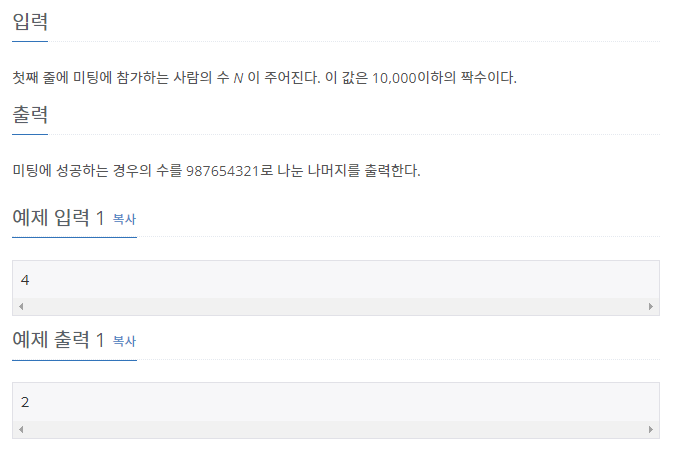 입력
첫째 줄에 미팅에 참가하는 사람의 수 N 이 주어진다. 이 값은 10,000이하의 짝수이다.
출력
미팅에 성공하는 경우의 수를 987654321로 나눈 나머지를 출력한다.
예제 입력 1 복사
4
예제 출력 1 복사
2